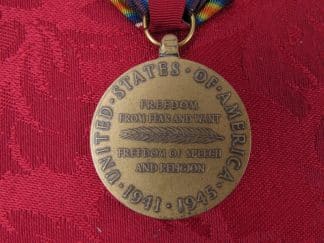 UNITED · STATES · OF · AMERICA
FREEDOM
FROM FEAR AND WANT
FREEDOM OF SPEECH
AND RELIGION
· 1941 · 1945 ·